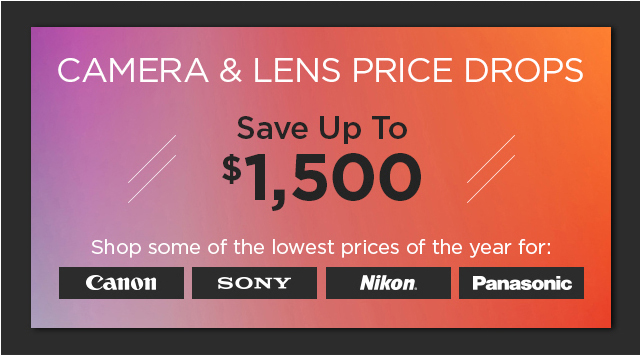 CAMERA & LENS PRICE DROPS
Save Up To
$1,500
Shop some of the lowest prices of the year for:
Canon SONY Nikon. Panasonic